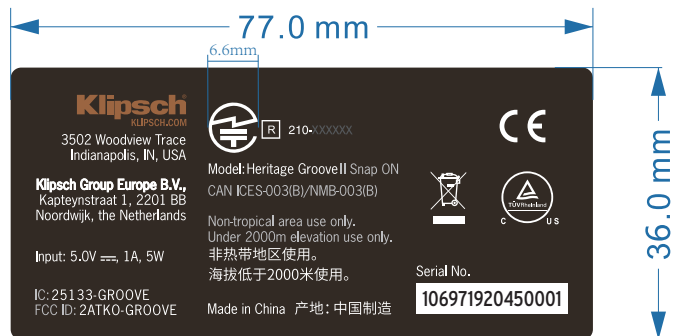 77.0 mm
6.6mm
Klipsch
KLIPSCH.COM
3502 Woodview Trace
Indianapolis, IN, USA
Klipsch Group Europe B.V.,
Kapteynstraat 1, 2201 BB
Noordwijk, the Netherlands
Input: 5.0V ⎓, 1A, 5W
IC: 25133-GROOVE
FCC ID: 2ATKO-GROOVE
R 210-XXXXXX
Model: Heritage Groove II Snap ON
CAN ICES-003(B)/NMB-003(B)
Non-tropical area use only.
Under 2000m elevation use only.
非热带地区使用。
海拔低于2000米使用。
Made in China 产地：中国制造
CE
TÜVRheinland
C US
Serial No.
106971920450001
36.0 mm